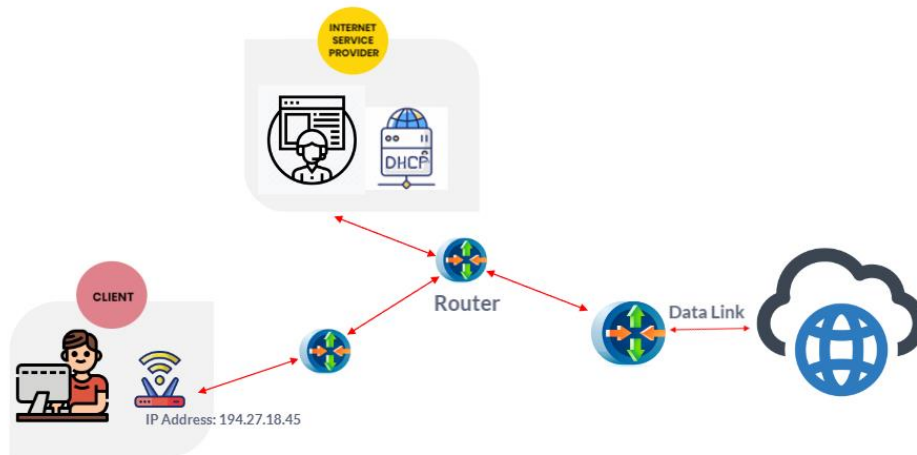 INTERNET
SERVICE
PROVIDER
DHCP
Router
Data Link
CLIENT
IP Address: 194.27.18.45